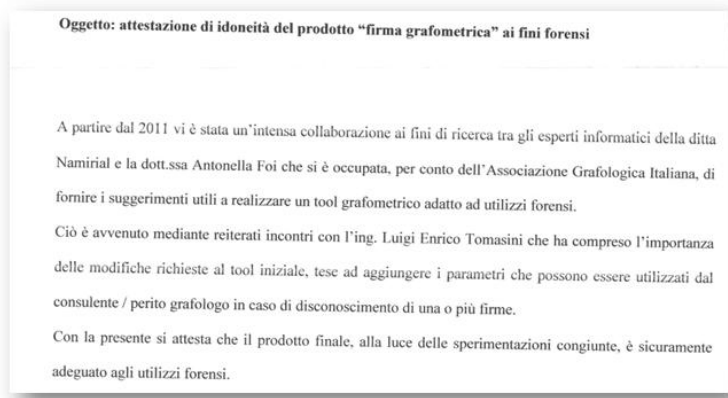 Oggetto: attestazione di idoneità del prodotto “firma grafometrica” ai fini forensi
A partire dal 2011 vi è stata un’intensa collaborazione ai fini di ricerca tra gli esperti informatici della ditta
Namirial e la dott.ssa Antonella Foi che si è occupata, per conto dell’Associazione Grafologica Italiana, di
fornire i suggerimenti utili a realizzare un tool grafometrico adatto ad utilizzi forensi.
Ciò è avvenuto mediante reiterati incontri con l’ing. Luigi Enrico Tomasini che ha compreso l’importanza
delle modifiche richieste al tool iniziale, tese ad aggiungere i parametri che possono essere utilizzati dal
consulente / perito grafologo in caso di disconoscimento di una o più firme.
Con la presente si attesta che il prodotto finale, alla luce delle sperimentazioni congiunte, è sicuramente
adeguato agli utilizzi forensi.